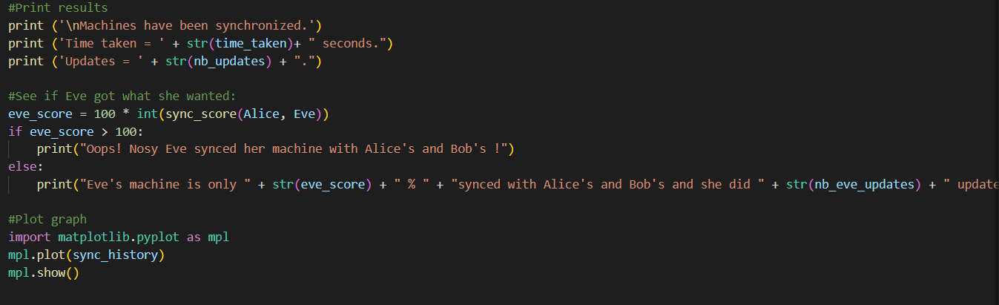 #Print results
print ('\nMachines have been synchronized.')
print ('Time taken = ' + str(time_taken)+ " seconds.")
print ('Updates = ' + str(nb_updates) + ".")
#See if Eve got what she wanted:
eve_score = 100 * int(sync_score(Alice, Eve))
if eve_score > 100:
print("Oops! Nosy Eve synced her machine with Alice's and Bob's !")
else:
print("Eve's machine is only " + str(eve_score) + " % " + "synced with Alice's and Bob's and she did " + str(nb_eve_updates) + " update
#Plot graph
import matplotlib.pyplot as mpl
mpl.plot(sync_history)
mpl.show()